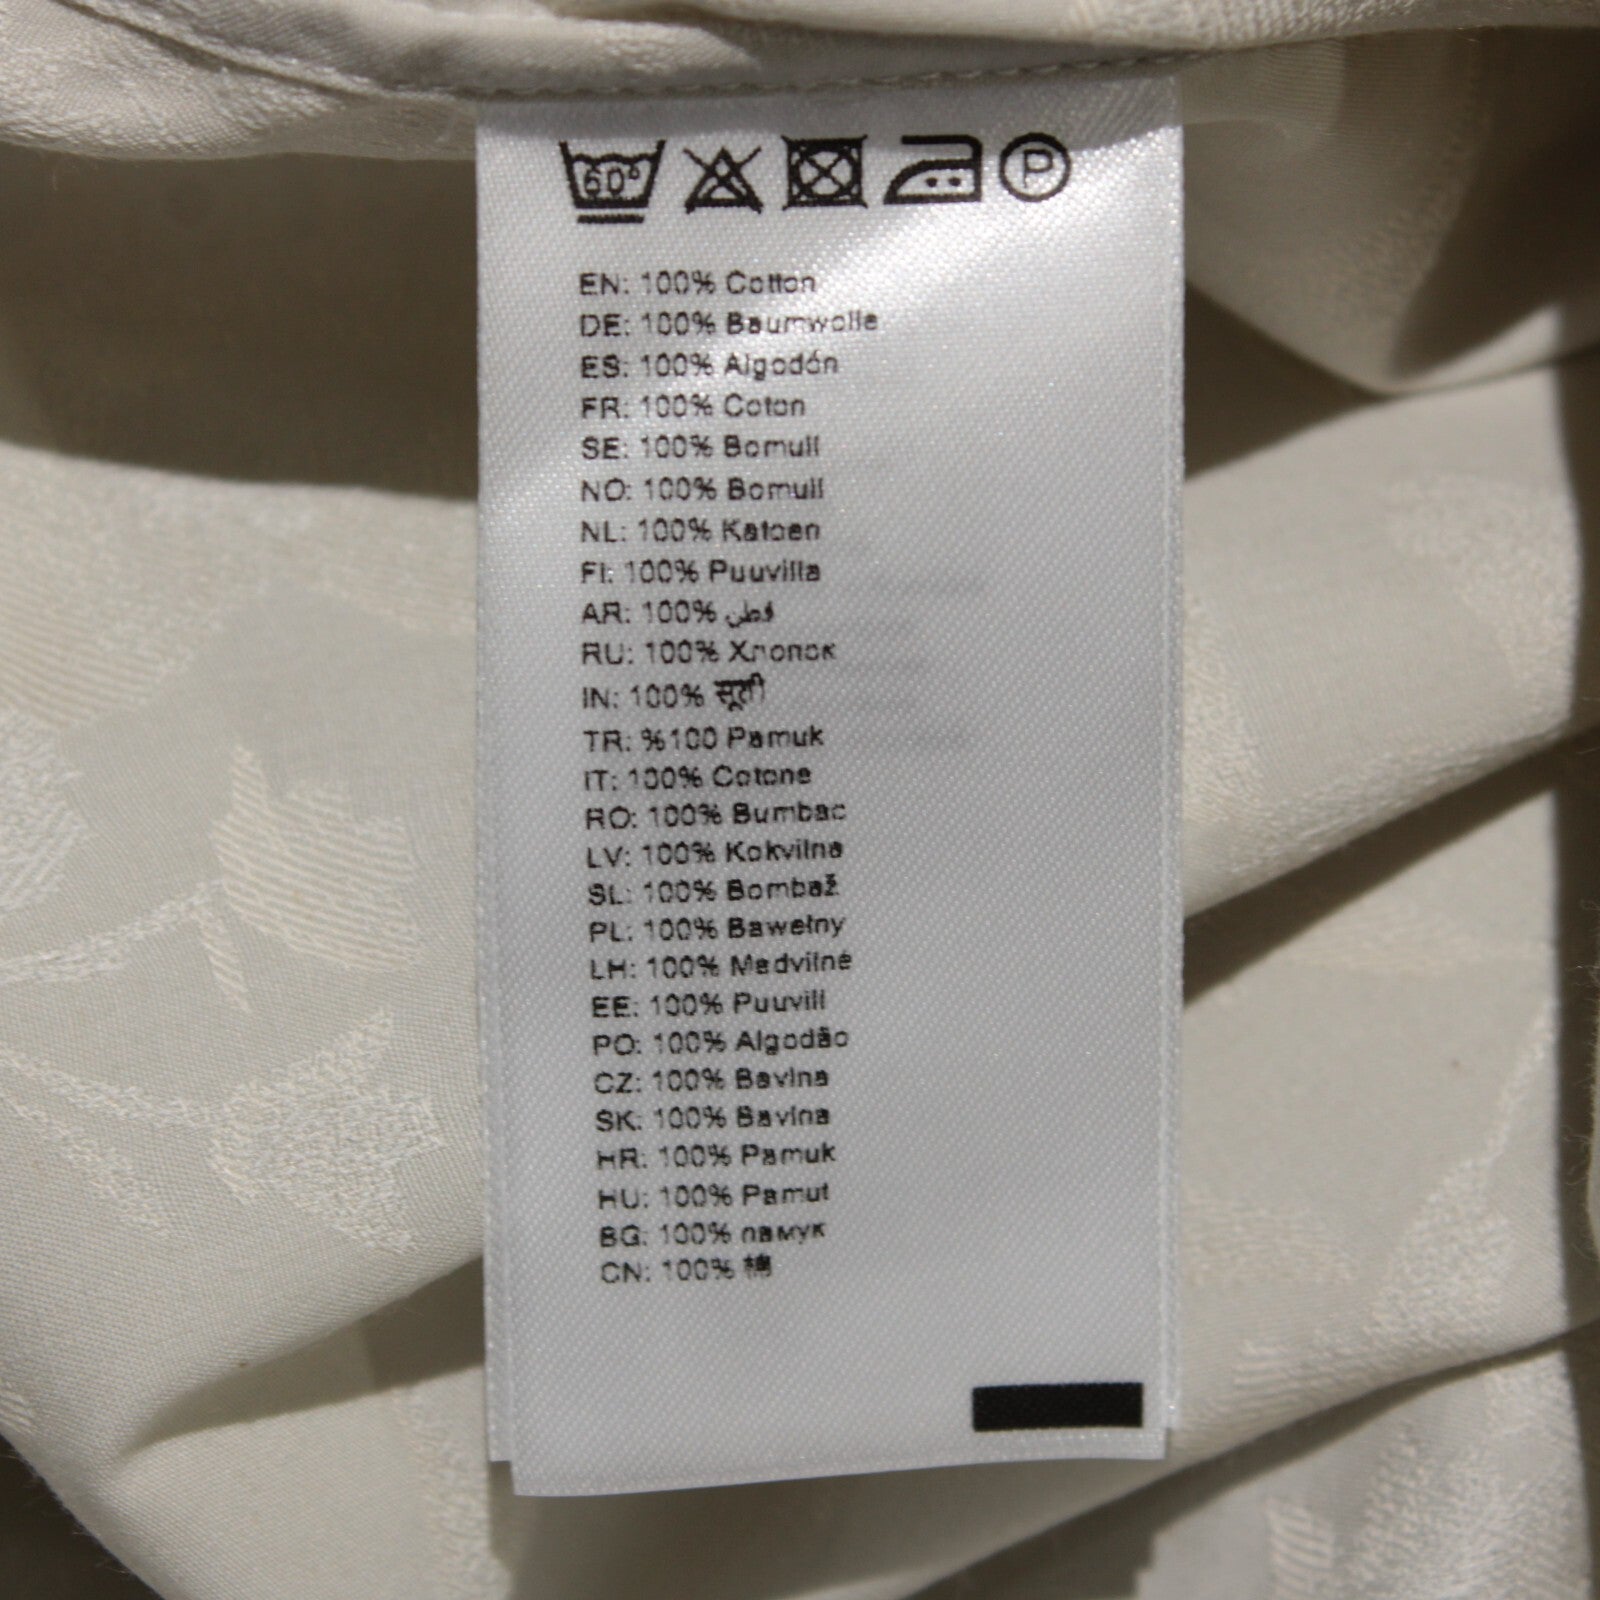 60°
P
EN: 100% Cotton
DE: 100% Baumwolle
ES: 100% Algodón
FR: 100% Coton
SE: 100% Bomull
NO: 100% Bomull
NL: 100% Katoen
FI: 100% Puuvilla
AR: 100% قطن
RU: 100% Хлопок
IN: 100% सूती
TR: %100 Pamuk
IT: 100% Cotone
RO: 100% Bumbac
LV: 100% Kokvilna
SL: 100% Bombaž
PL: 100% Bawełny
LH: 100% Medvilnė
EE: 100% Puuvill
PO: 100% Algodão
CZ: 100% Bavlna
SK: 100% Bavlna
HR: 100% Pamuk
HU: 100% Pamut
BG: 100% памук
CN: 100% 棉